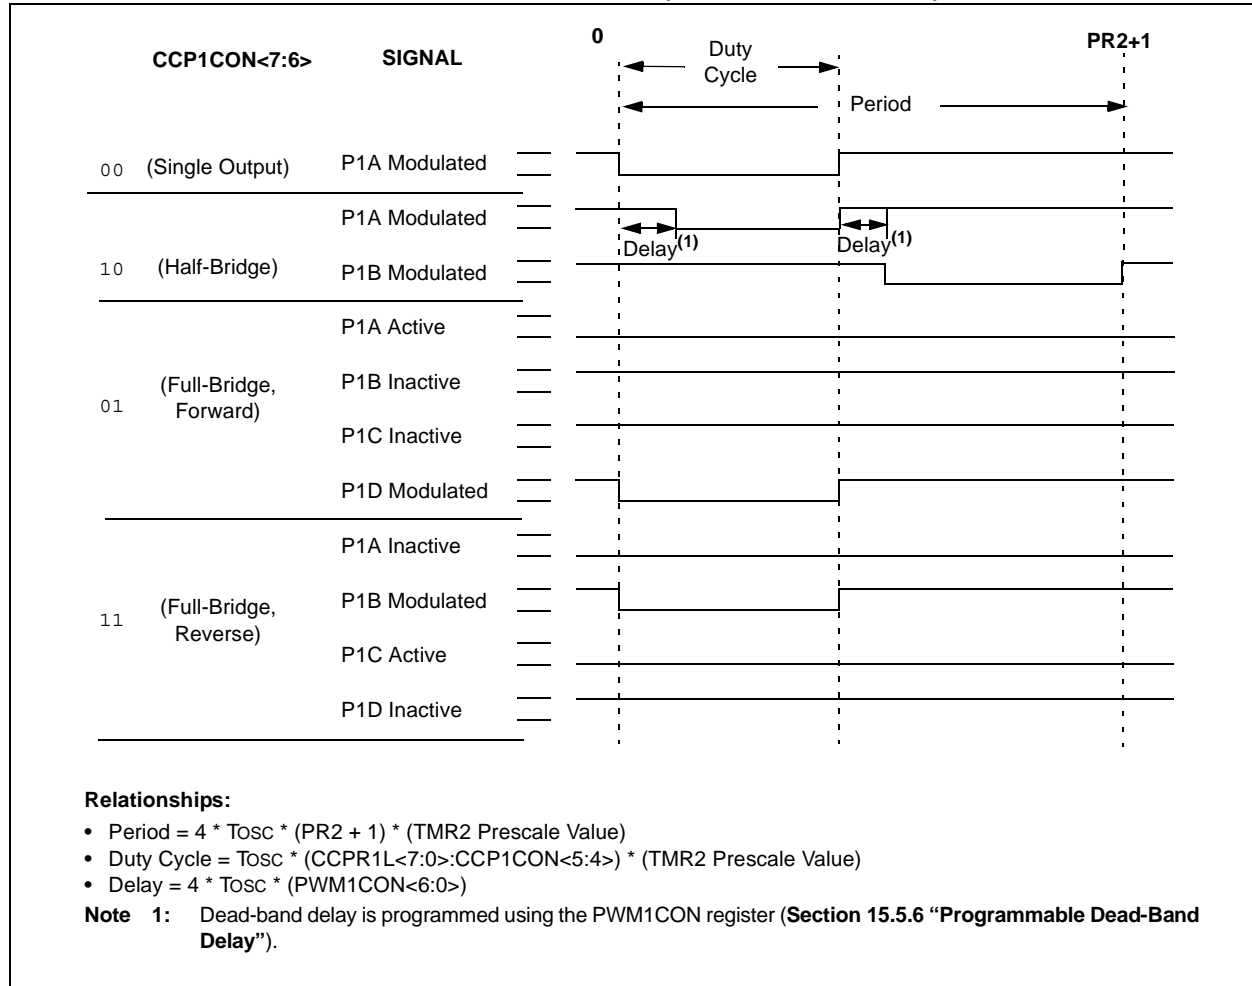 0
PR2+1
CCP1CON<7:6>
SIGNAL
Duty
Cycle
Period
00 (Single Output) P1A Modulated
P1A Modulated
Delay(1) Delay(1)
10 (Half-Bridge) P1B Modulated
P1A Active
P1B Inactive
01 (Full-Bridge,
Forward)
P1C Inactive
P1D Modulated
P1A Inactive
P1B Modulated
11 (Full-Bridge,
Reverse)
P1C Active
P1D Inactive
Relationships:
• Period = 4 * TOSC * (PR2 + 1) * (TMR2 Prescale Value)
• Duty Cycle = TOSC * (CCPR1L<7:0>:CCP1CON<5:4>) * (TMR2 Prescale Value)
• Delay = 4 * TOSC * (PWM1CON<6:0>)
Note 1: Dead-band delay is programmed using the PWM1CON register (Section 15.5.6 “Programmable Dead-Band
Delay”).